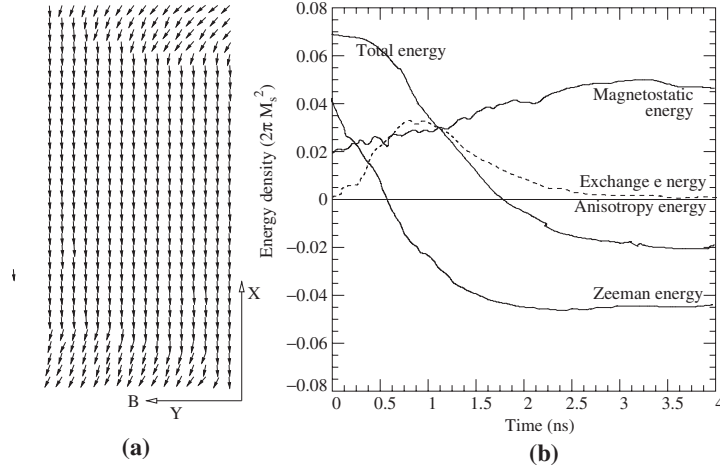 X
B
Y
(a)
0.08
0.06
0.04
0.02
0
−0.02
−0.04
−0.06
−0.08
Energy density (2π M_s^2)
Total energy
Magnetostatic
energy
Exchange e nergy
Anisotropy energy
Zeeman energy
0 0.5 1 1.5 2 2.5 3 3.5 4
Time (ns)
(b)